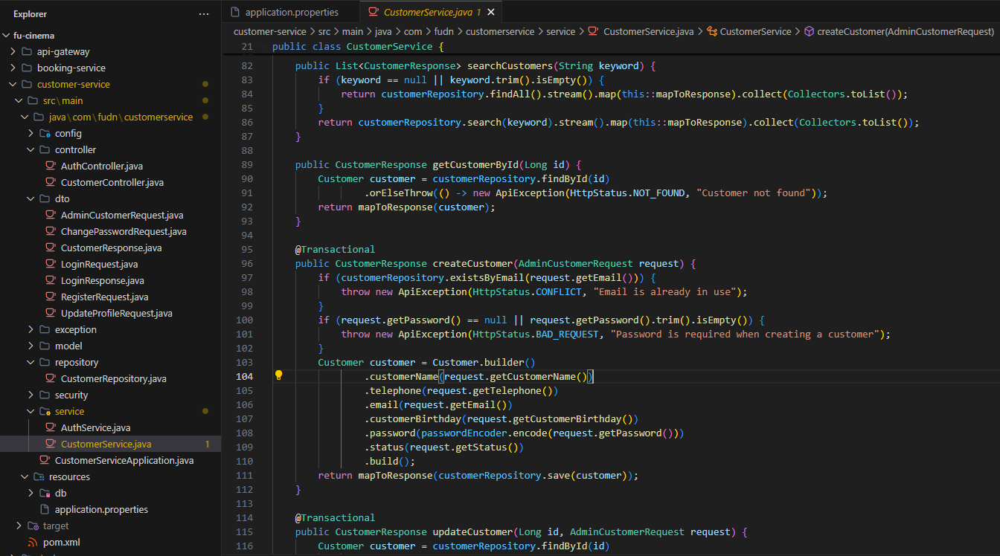 Explorer
fu-cinema
api-gateway
booking-service
customer-service
src\main
java\com\fudn\customerservice
config
controller
AuthController.java
CustomerController.java
dto
AdminCustomerRequest.java
ChangePasswordRequest.java
CustomerResponse.java
LoginRequest.java
LoginResponse.java
RegisterRequest.java
UpdateProfileRequest.java
exception
model
repository
CustomerRepository.java
security
service
AuthService.java
CustomerService.java 1
CustomerServiceApplication.java
resources
db
application.properties
target
pom.xml
application.properties
CustomerService.java 1
customer-service > src > main > java > com > fudn > customerservice > service > CustomerService.java > CustomerService > createCustomer(AdminCustomerRequest)
21 public class CustomerService {
82 public List<CustomerResponse> searchCustomers(String keyword) {
83 if (keyword == null || keyword.trim().isEmpty()) {
84 return customerRepository.findAll().stream().map(this::mapToResponse).collect(Collectors.toList());
85 }
86 return customerRepository.search(keyword).stream().map(this::mapToResponse).collect(Collectors.toList());
87 }
88
89 public CustomerResponse getCustomerById(Long id) {
90 Customer customer = customerRepository.findById(id)
91 .orElseThrow(() -> new ApiException(HttpStatus.NOT_FOUND, "Customer not found"));
92 return mapToResponse(customer);
93 }
94
95 @Transactional
96 public CustomerResponse createCustomer(AdminCustomerRequest request) {
97 if (customerRepository.existsByEmail(request.getEmail())) {
98 throw new ApiException(HttpStatus.CONFLICT, "Email is already in use");
99 }
100 if (request.getPassword() == null || request.getPassword().trim().isEmpty()) {
101 throw new ApiException(HttpStatus.BAD_REQUEST, "Password is required when creating a customer");
102 }
103 Customer customer = Customer.builder()
104 .customerName(request.getCustomerName())
105 .telephone(request.getTelephone())
106 .email(request.getEmail())
107 .customerBirthday(request.getCustomerBirthday())
108 .password(passwordEncoder.encode(request.getPassword()))
109 .status(request.getStatus())
110 .build();
111 return mapToResponse(customerRepository.save(customer));
112 }
113
114 @Transactional
115 public CustomerResponse updateCustomer(Long id, AdminCustomerRequest request) {
116 Customer customer = customerRepository.findById(id)